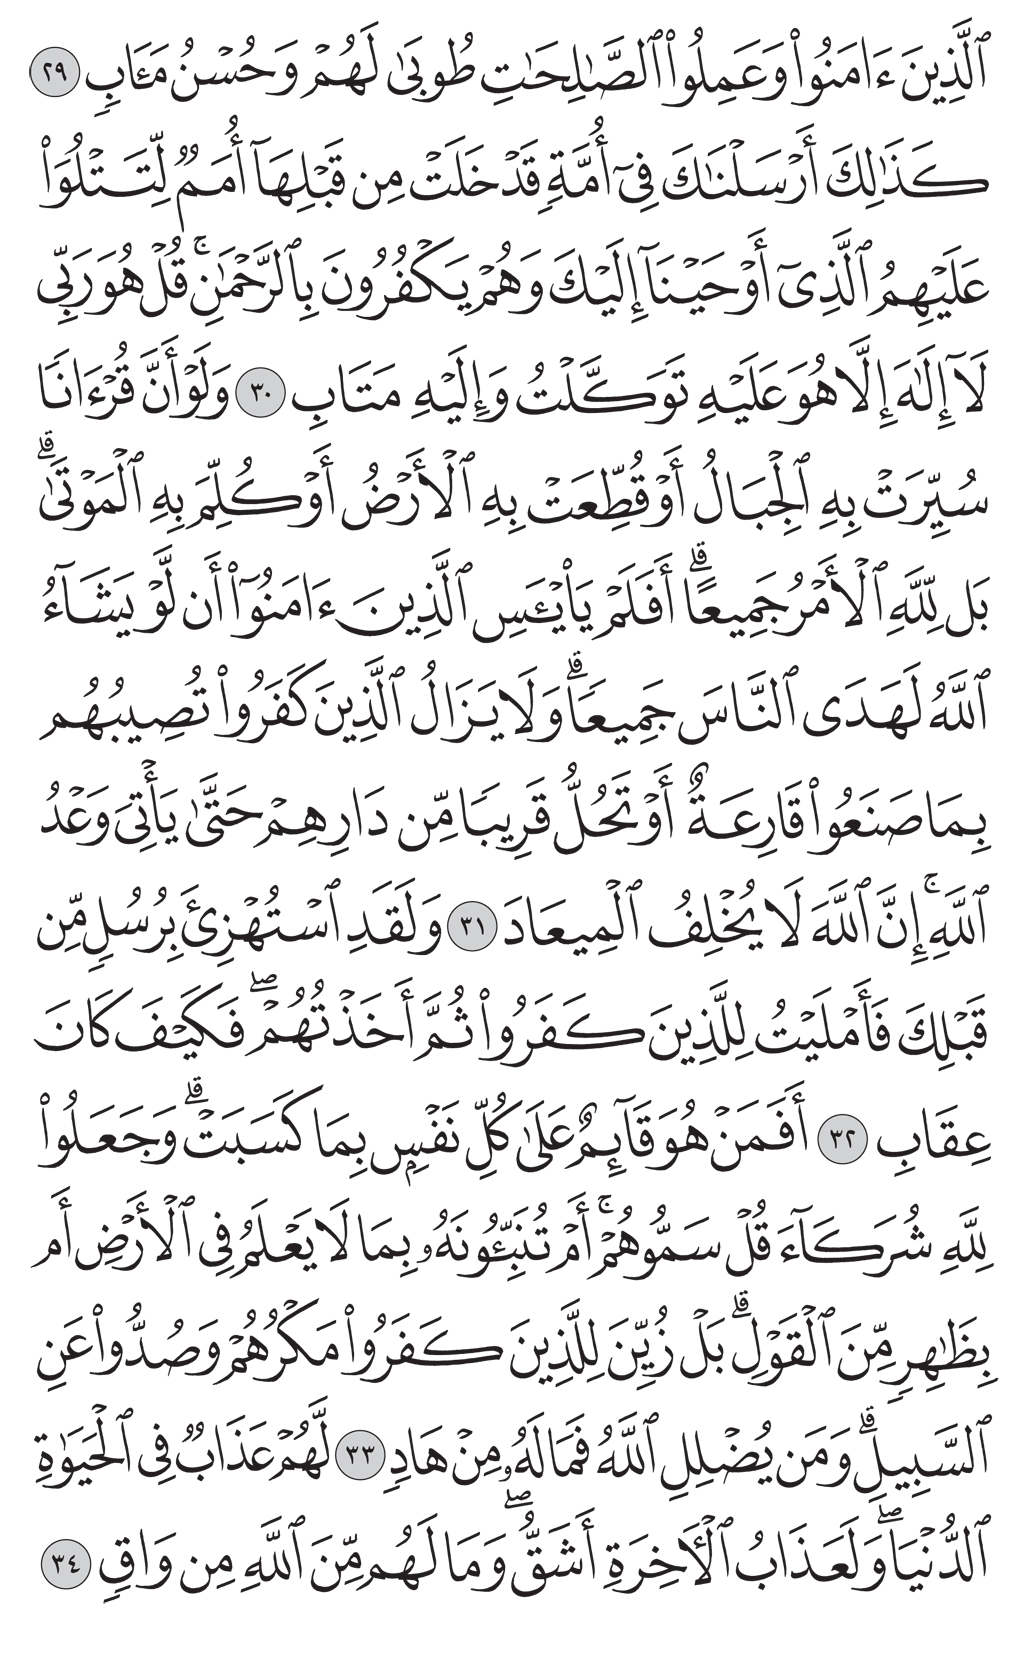 ٱلَّذِينَ ءَامَنُوا۟ وَعَمِلُوا۟ ٱلصَّـٰلِحَـٰتِ طُوبَىٰ لَهُمْ وَحُسْنُ مَـَٔابٍ ٢٩
كَذَٰلِكَ أَرْسَلْنَـٰكَ فِىٓ أُمَّةٍ قَدْ خَلَتْ مِن قَبْلِهَآ أُمَمٌ لِّتَتْلُوَا۟
عَلَيْهِمُ ٱلَّذِىٓ أَوْحَيْنَآ إِلَيْكَ وَهُمْ يَكْفُرُونَ بِٱلرَّحْمَـٰنِ ۚ قُلْ هُوَ رَبِّى
لَآ إِلَـٰهَ إِلَّا هُوَ عَلَيْهِ تَوَكَّلْتُ وَإِلَيْهِ مَتَابِ ٣٠ وَلَوْ أَنَّ قُرْءَانًا
سُيِّرَتْ بِهِ ٱلْجِبَالُ أَوْ قُطِّعَتْ بِهِ ٱلْأَرْضُ أَوْ كُلِّمَ بِهِ ٱلْمَوْتَىٰ ۗ
بَل لِّلَّهِ ٱلْأَمْرُ جَمِيعًا ۗ أَفَلَمْ يَا۟يْـَٔسِ ٱلَّذِينَ ءَامَنُوٓا۟ أَن لَّوْ يَشَآءُ
ٱللَّهُ لَهَدَى ٱلنَّاسَ جَمِيعًا ۗ وَلَا يَزَالُ ٱلَّذِينَ كَفَرُوا۟ تُصِيبُهُم
بِمَا صَنَعُوا۟ قَارِعَةٌ أَوْ تَحُلُّ قَرِيبًا مِّن دَارِهِمْ حَتَّىٰ يَأْتِىَ وَعْدُ
ٱللَّهِ ۚ إِنَّ ٱللَّهَ لَا يُخْلِفُ ٱلْمِيعَادَ ٣١ وَلَقَدِ ٱسْتُهْزِئَ بِرُسُلٍ مِّن
قَبْلِكَ فَأَمْلَيْتُ لِلَّذِينَ كَفَرُوا۟ ثُمَّ أَخَذْتُهُمْ ۖ فَكَيْفَ كَانَ
عِقَابِ ٣٢ أَفَمَنْ هُوَ قَآئِمٌ عَلَىٰ كُلِّ نَفْسٍۭ بِمَا كَسَبَتْ ۗ وَجَعَلُوا۟
لِلَّهِ شُرَكَآءَ قُلْ سَمُّوهُمْ ۚ أَمْ تُنَبِّـُٔونَهُۥ بِمَا لَا يَعْلَمُ فِى ٱلْأَرْضِ أَم
بِظَـٰهِرٍ مِّنَ ٱلْقَوْلِ ۗ بَلْ زُيِّنَ لِلَّذِينَ كَفَرُوا۟ مَكْرُهُمْ وَصُدُّوا۟ عَنِ
ٱلسَّبِيلِ ۗ وَمَن يُضْلِلِ ٱللَّهُ فَمَا لَهُۥ مِنْ هَادٍ ٣٣ لَّهُمْ عَذَابٌ فِى ٱلْحَيَوٰةِ
ٱلدُّنْيَا ۖ وَلَعَذَابُ ٱلْـَٔاخِرَةِ أَشَقُّ ۖ وَمَا لَهُم مِّنَ ٱللَّهِ مِن وَاقٍ ٣٤